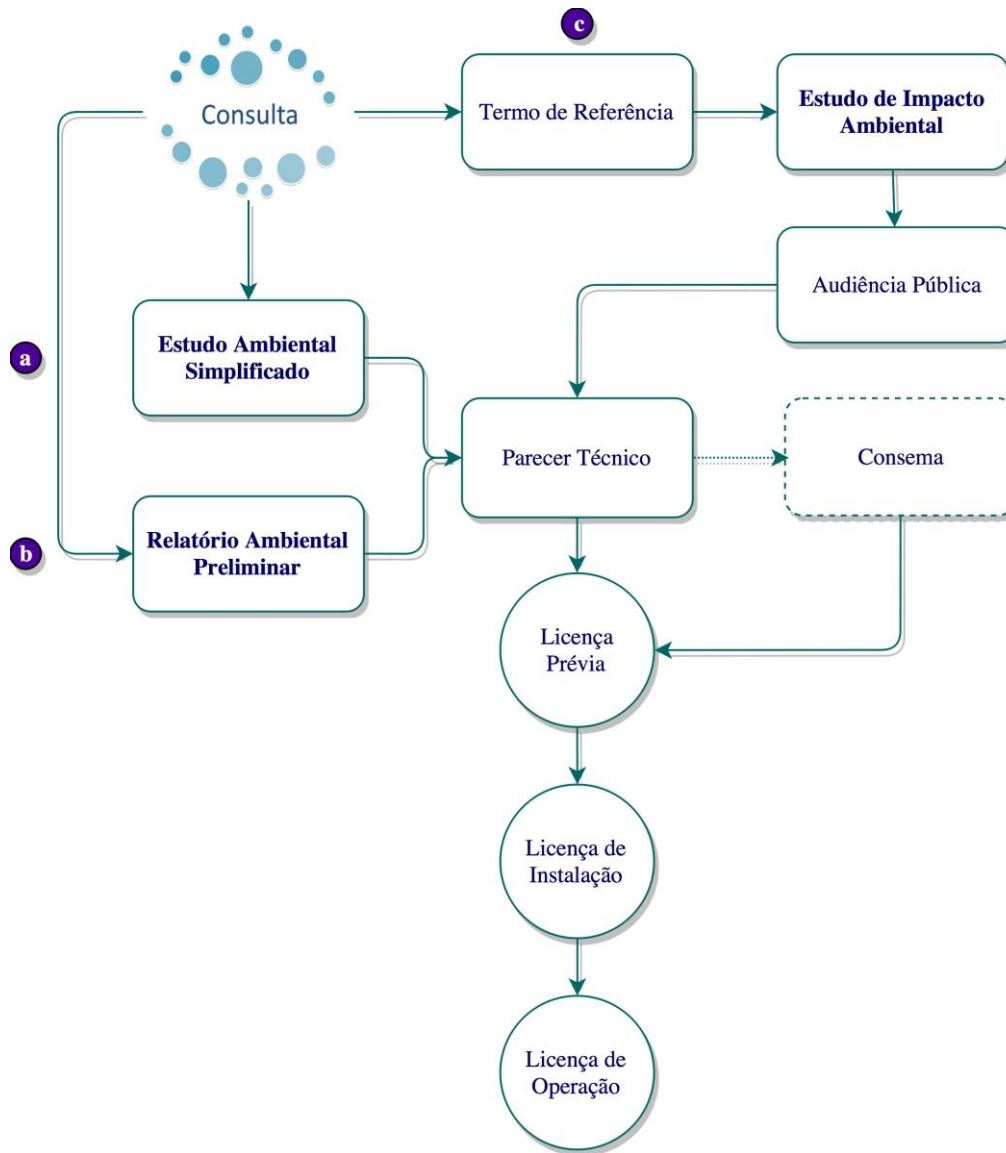 c
Consulta
Termo de Referência
Estudo de Impacto
Ambiental
Audiência Pública
a
Estudo Ambiental
Simplificado
Parecer Técnico
Consema
b
Relatório Ambiental
Preliminar
Licença
Prévia
Licença de
Instalação
Licença de
Operação